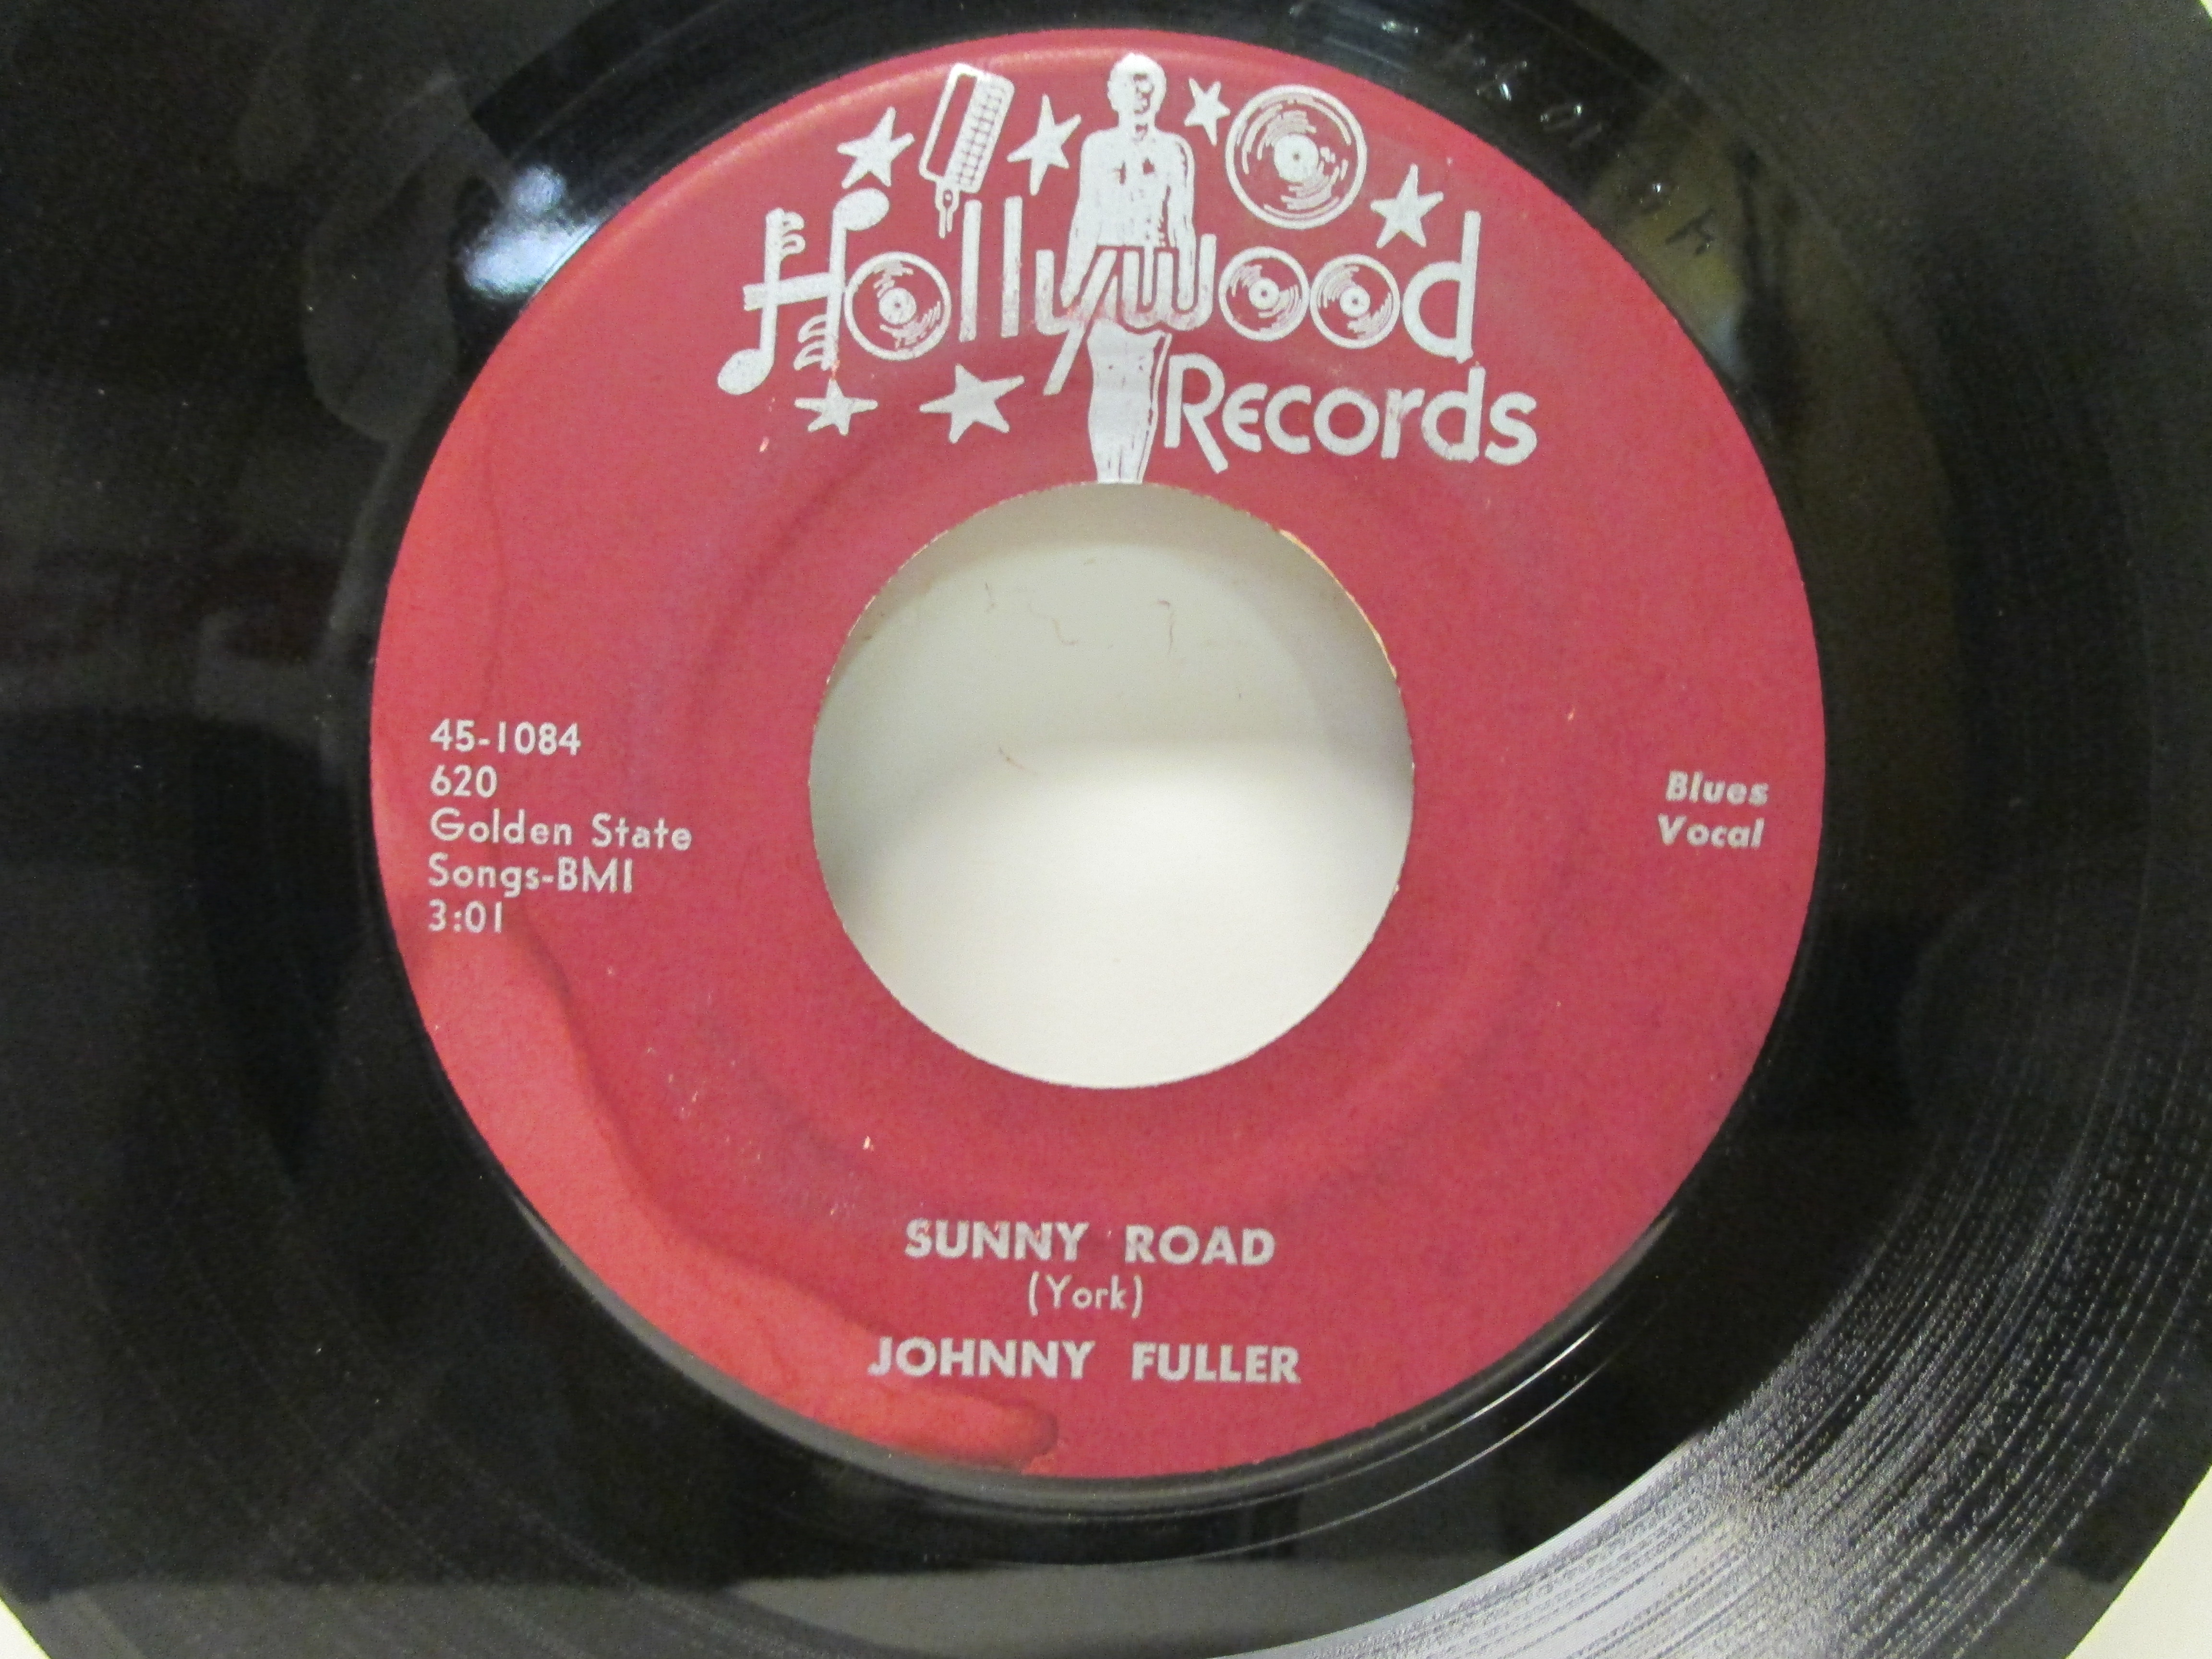 Hollywood
Records
45-1084
620
Golden State
Songs-BMI
3:01
Blues
Vocal
SUNNY ROAD
(York)
JOHNNY FULLER